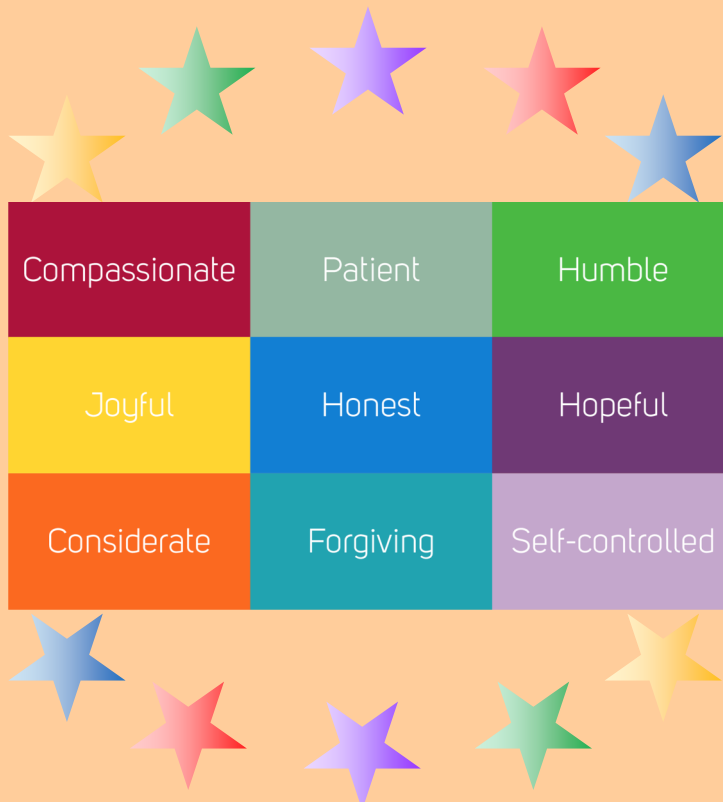 Compassionate
Patient
Humble
Joyful
Honest
Hopeful
Considerate
Forgiving
Self-controlled